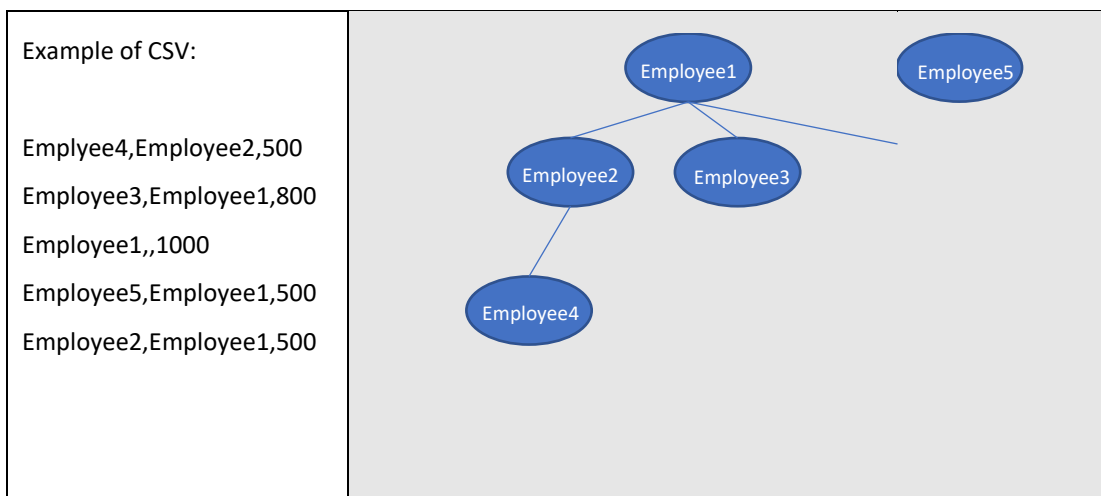 Example of CSV:
Emplyee4,Employee2,500
Employee3,Employee1,800
Employee1,,1000
Employee5,Employee1,500
Employee2,Employee1,500
Employee1
Employee5
Employee2
Employee3
Employee4